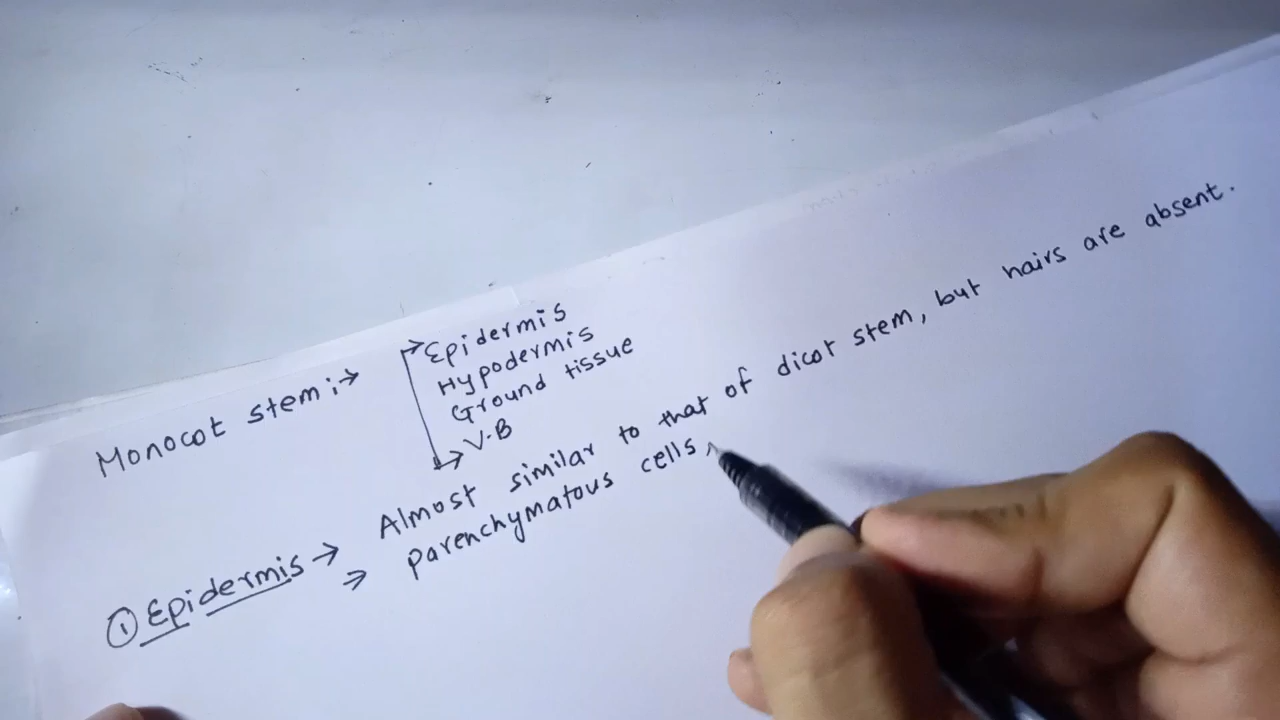 Monocot stem :→
Epidermis
Hypodermis
Ground tissue
V.B
① Epidermis → Almost similar to that of dicot stem, but hairs are absent.
⇒ parenchymatous cells,